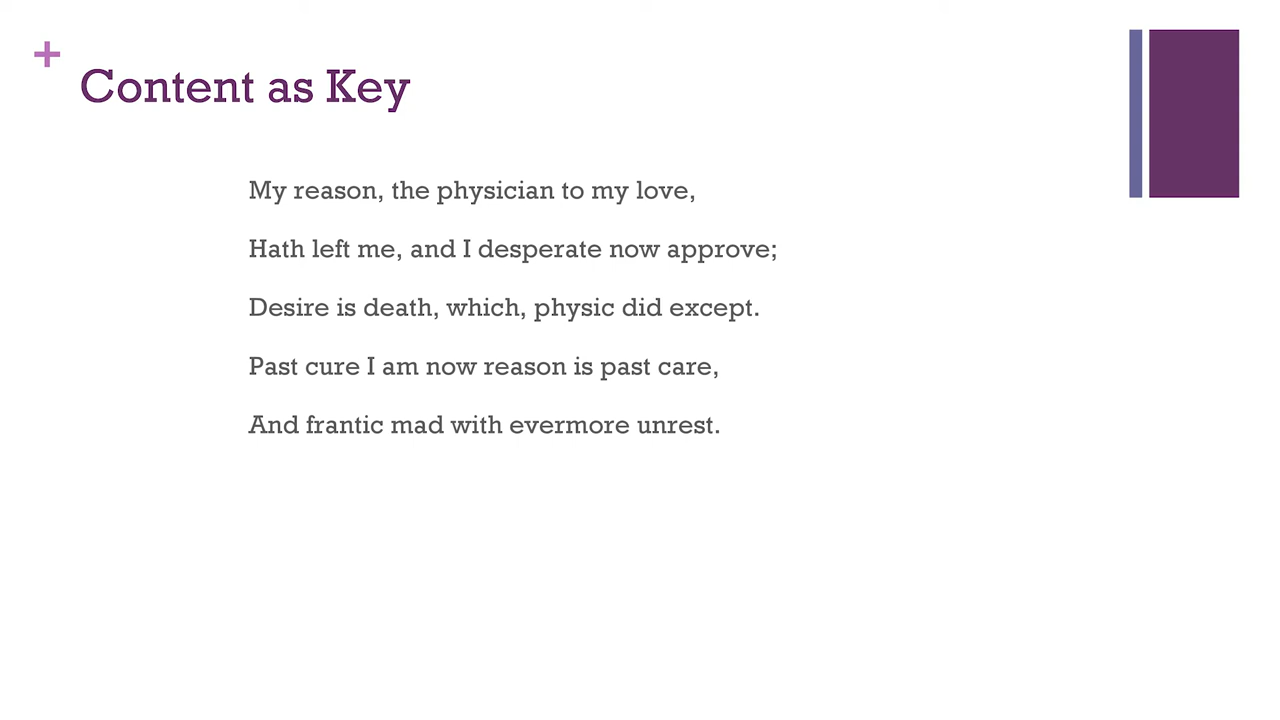 +
Content as Key
My reason, the physician to my love,
Hath left me, and I desperate now approve;
Desire is death, which, physic did except.
Past cure I am now reason is past care,
And frantic mad with evermore unrest.